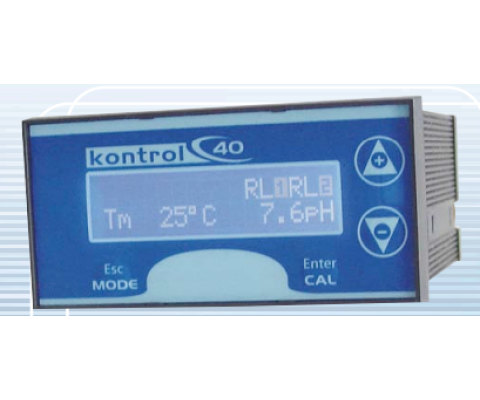 kontrol 40
RL1RL2
Tm 25°C 7.6pH
Esc
MODE
Enter
CAL